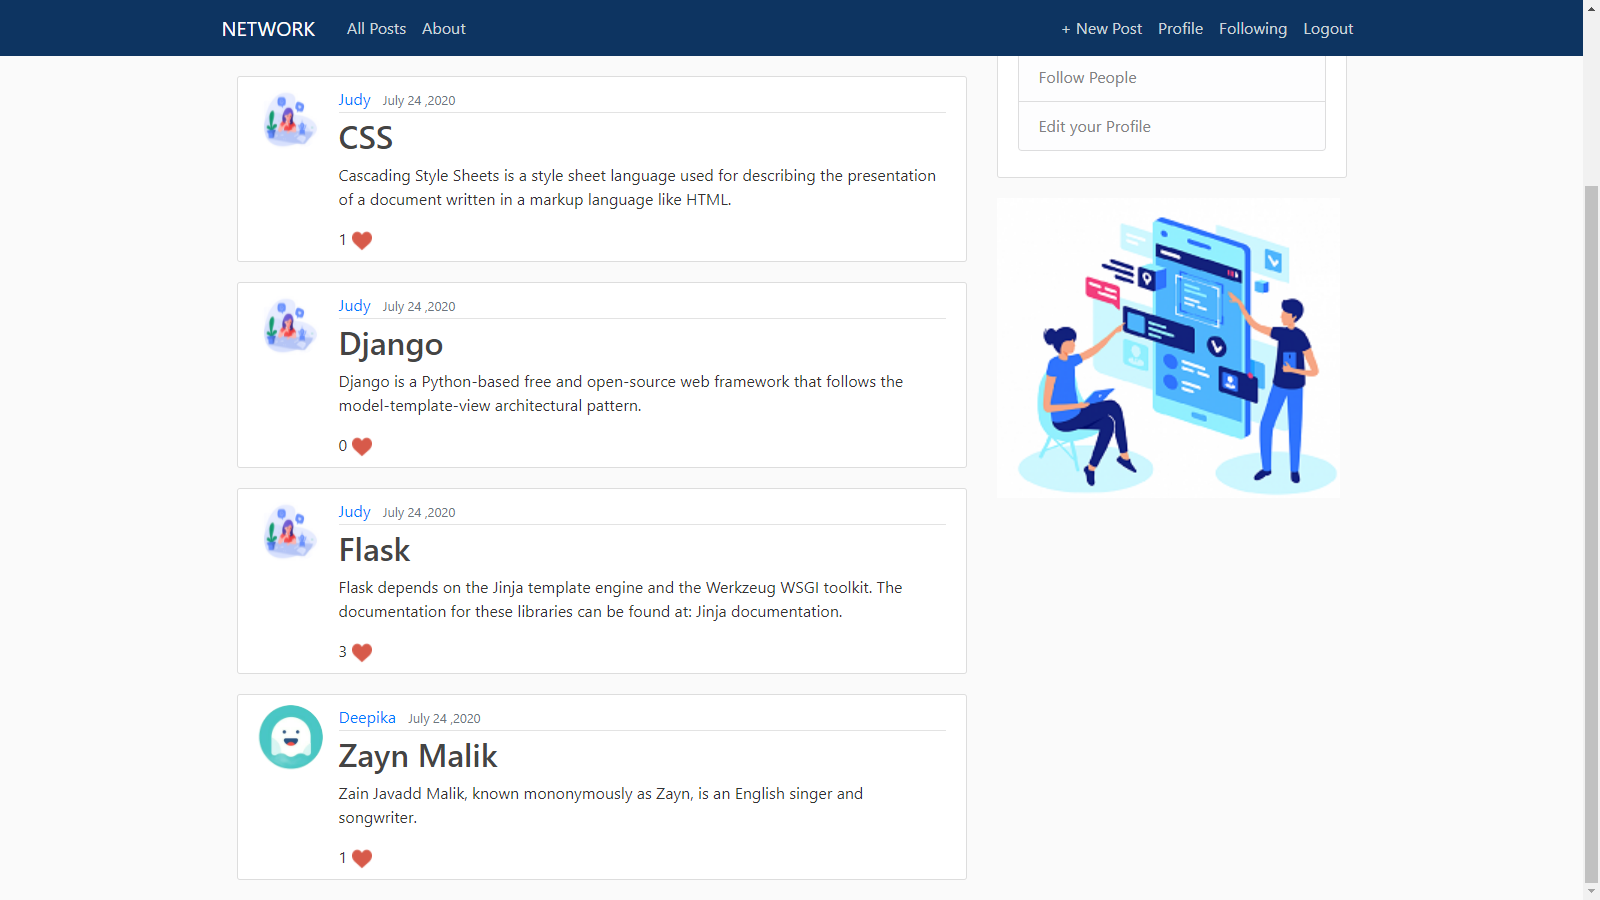 NETWORK All Posts About + New Post Profile Following Logout
Judy July 24 ,2020
CSS
Cascading Style Sheets is a style sheet language used for describing the presentation
of a document written in a markup language like HTML.
1
Judy July 24 ,2020
Django
Django is a Python-based free and open-source web framework that follows the
model-template-view architectural pattern.
0
Judy July 24 ,2020
Flask
Flask depends on the Jinja template engine and the Werkzeug WSGI toolkit. The
documentation for these libraries can be found at: Jinja documentation.
3
Deepika July 24 ,2020
Zayn Malik
Zain Javadd Malik, known mononymously as Zayn, is an English singer and
songwriter.
1
Follow People
Edit your Profile